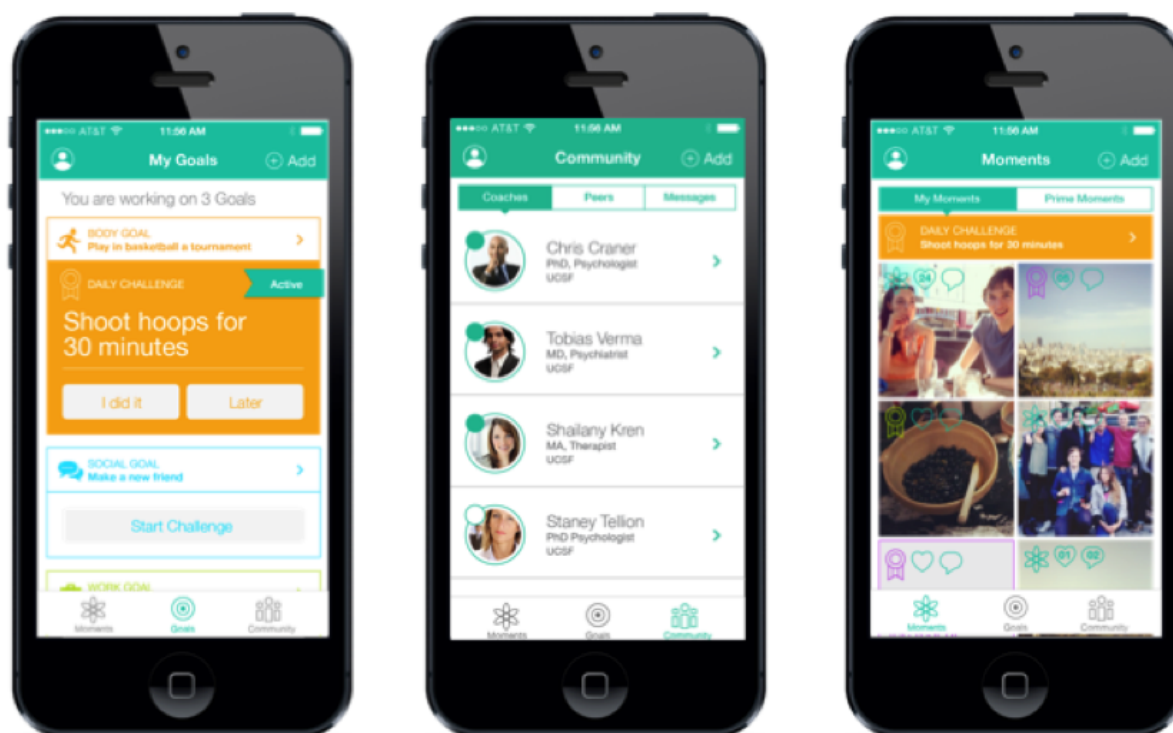 AT&T 11:56 AM
My Goals Add
You are working on 3 Goals
BODY GOAL
Play in basketball a tournament
DAILY CHALLENGE
Active
Shoot hoops for
30 minutes
I did it Later
SOCIAL GOAL
Make a new friend
Start Challenge
WORK GOAL
Moments Goals Community
AT&T 11:56 AM
Community Add
Coaches Peers Messages
Chris Craner
PhD, Psychologist
UCSF
Tobias Verma
MD, Psychiatrist
UCSF
Shailany Kren
MA, Therapist
UCSF
Staney Tellion
PhD Psychologist
UCSF
Moments Goals Community
AT&T 11:56 AM
Moments Add
My Moments Prime Moments
DAILY CHALLENGE
Shoot hoops for 30 minutes
24
01 02
Moments Goals Community